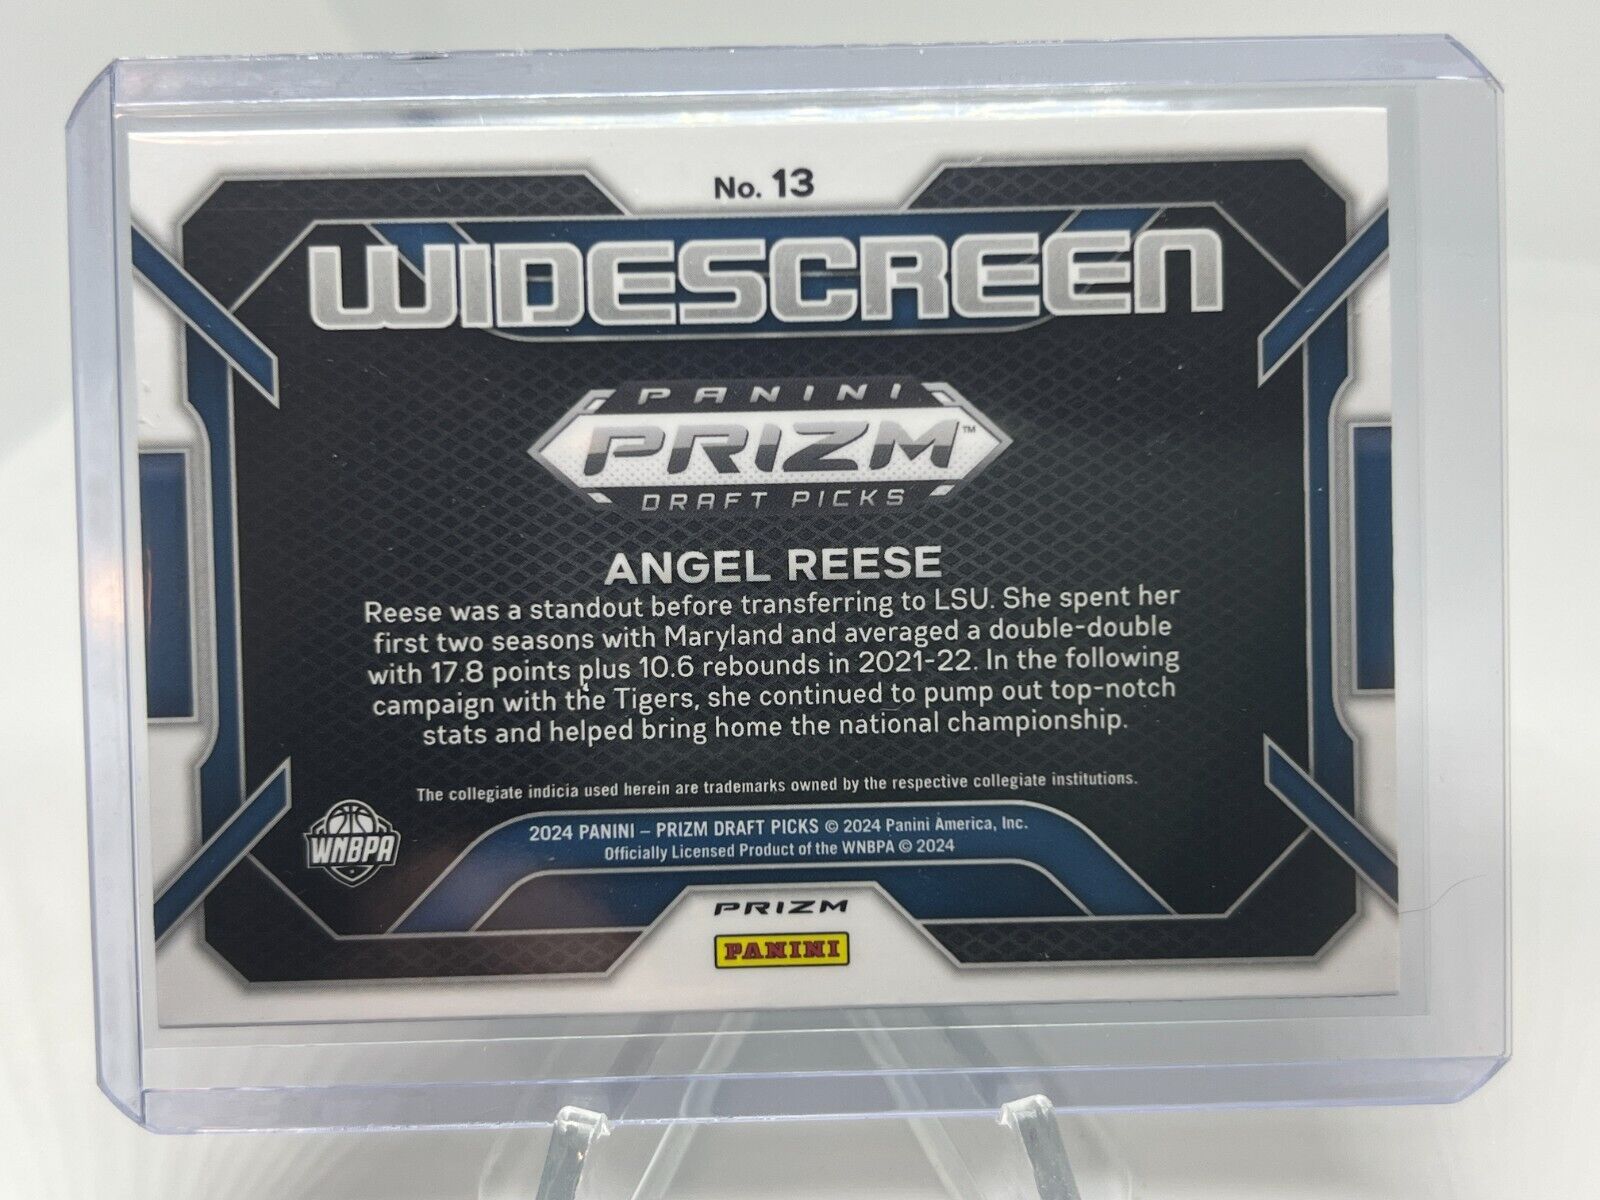 No. 13
WIDESCREEN
PANINI
PRIZM™
DRAFT PICKS
ANGEL REESE
Reese was a standout before transferring to LSU. She spent her
first two seasons with Maryland and averaged a double-double
with 17.8 points plus 10.6 rebounds in 2021-22. In the following
campaign with the Tigers, she continued to pump out top-notch
stats and helped bring home the national championship.
The collegiate indicia used herein are trademarks owned by the respective collegiate institutions.
WNBPA
2024 PANINI – PRIZM DRAFT PICKS © 2024 Panini America, Inc.
Officially Licensed Product of the WNBPA © 2024
PRIZM
PANINI